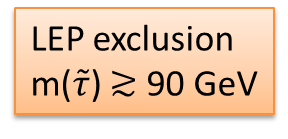 LEP exclusion
m(τ̃) ≳ 90 GeV